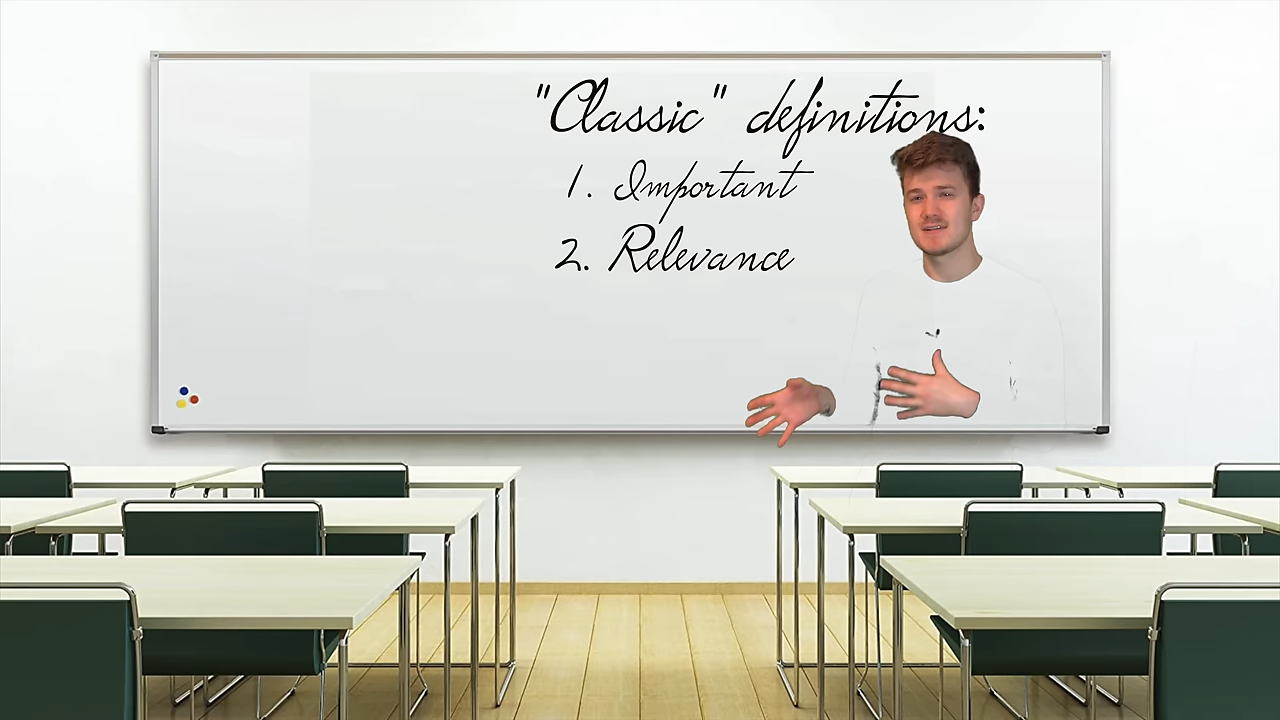 "Classic" definitions:
1. Important
2. Relevance